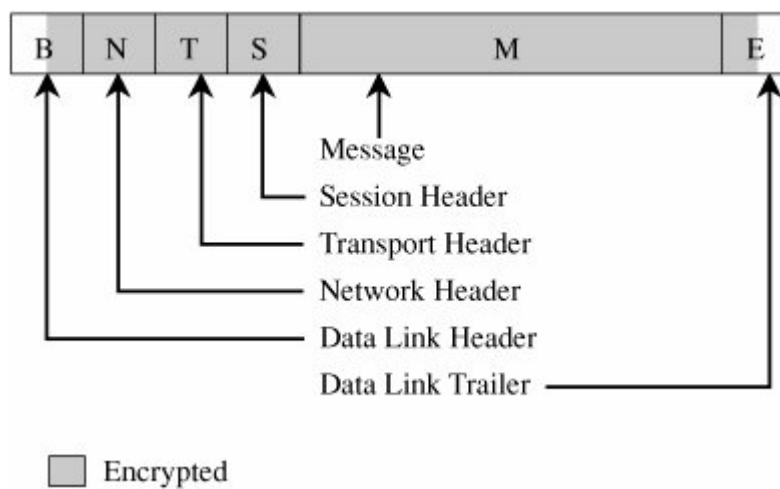 B N T S M E
Message
Session Header
Transport Header
Network Header
Data Link Header
Data Link Trailer
Encrypted